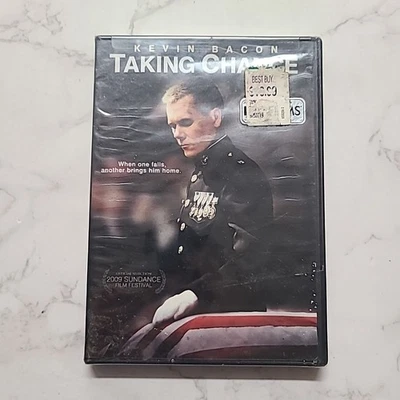 KEVIN BACON
TAKING CHANCE
BEST BUY
When one falls,
another brings him home.
2009 SUNDANCE
FILM FESTIVAL